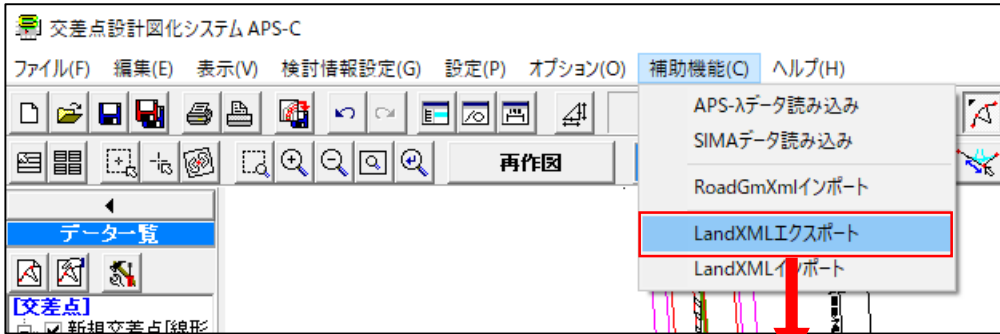 交差点設計図化システム APS-C
ファイル(F) 編集(E) 表示(V) 検討情報設定(G) 設定(P) オプション(O) 補助機能(C) ヘルプ(H)
APS-λデータ読み込み
SIMAデータ読み込み
再作図
RoadGmXmlインポート
データ一覧
LandXMLエクスポート
LandXMLインポート
[交差点]
新規交差点[線形